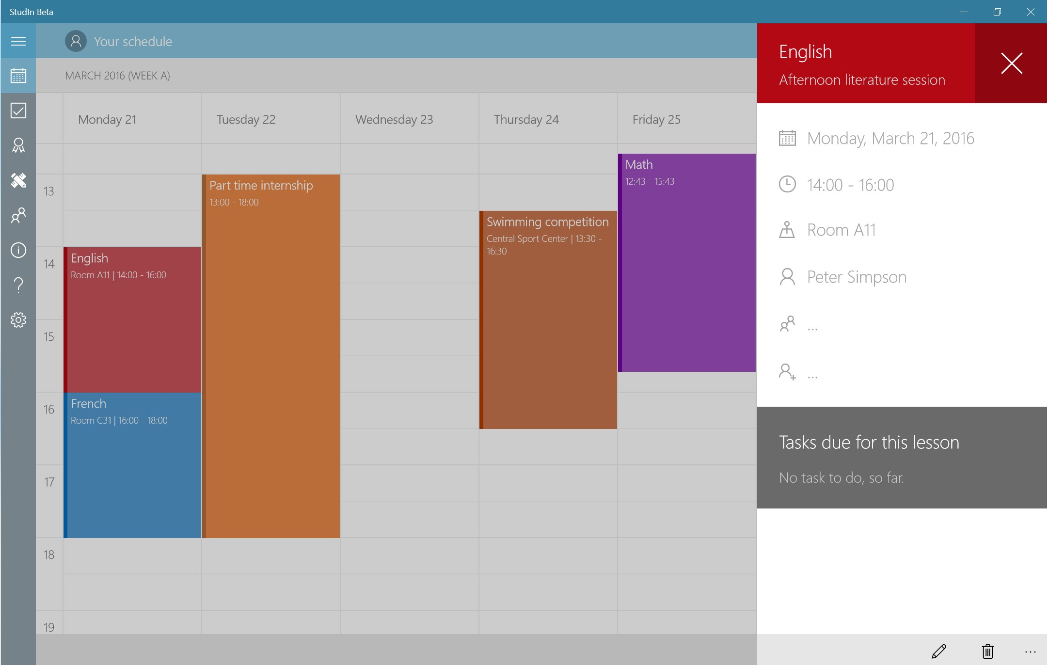 StudIn Beta
Your schedule
MARCH 2016 (WEEK A)
Monday 21
Tuesday 22
Wednesday 23
Thursday 24
Friday 25
13
14
15
16
17
18
19
English
Room A11 | 14:00 - 16:00
French
Room C31 | 16:00 - 18:00
Part time internship
13:00 - 18:00
Swimming competition
Central Sport Center | 13:30 -
16:30
Math
12:43 - 15:43
English
Afternoon literature session
Monday, March 21, 2016
14:00 - 16:00
Room A11
Peter Simpson
...
...
Tasks due for this lesson
No task to do, so far.